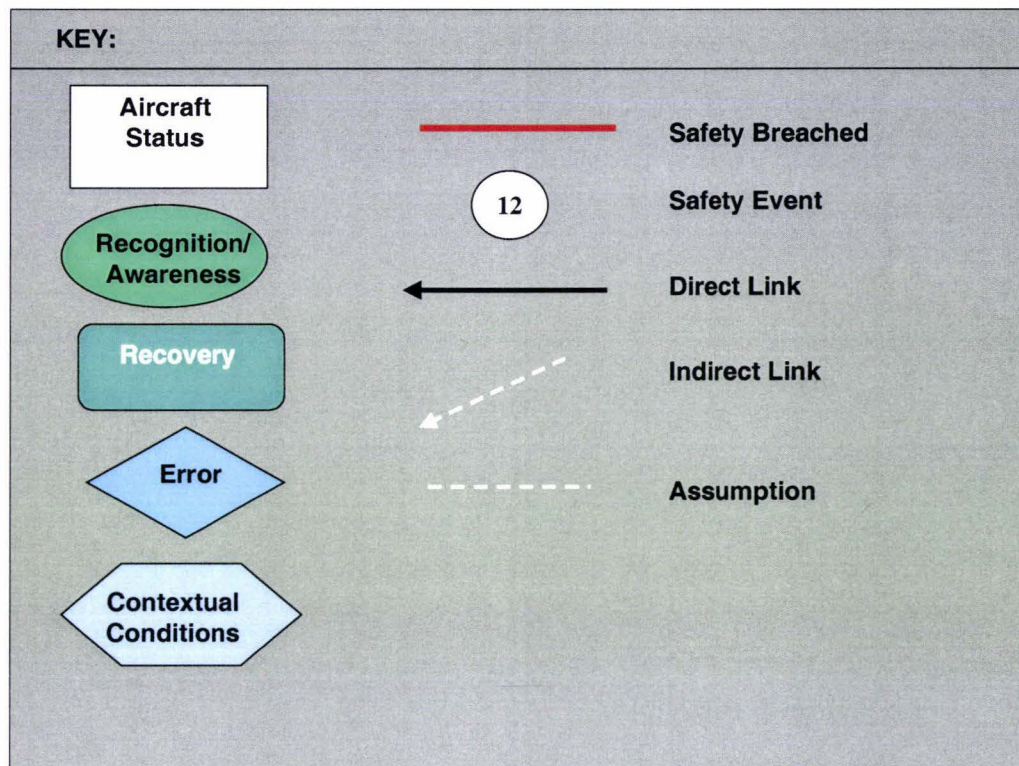 KEY:
Aircraft
Status
Recognition/
Awareness
Recovery
Error
Contextual
Conditions
Safety Breached
12
Safety Event
Direct Link
Indirect Link
Assumption